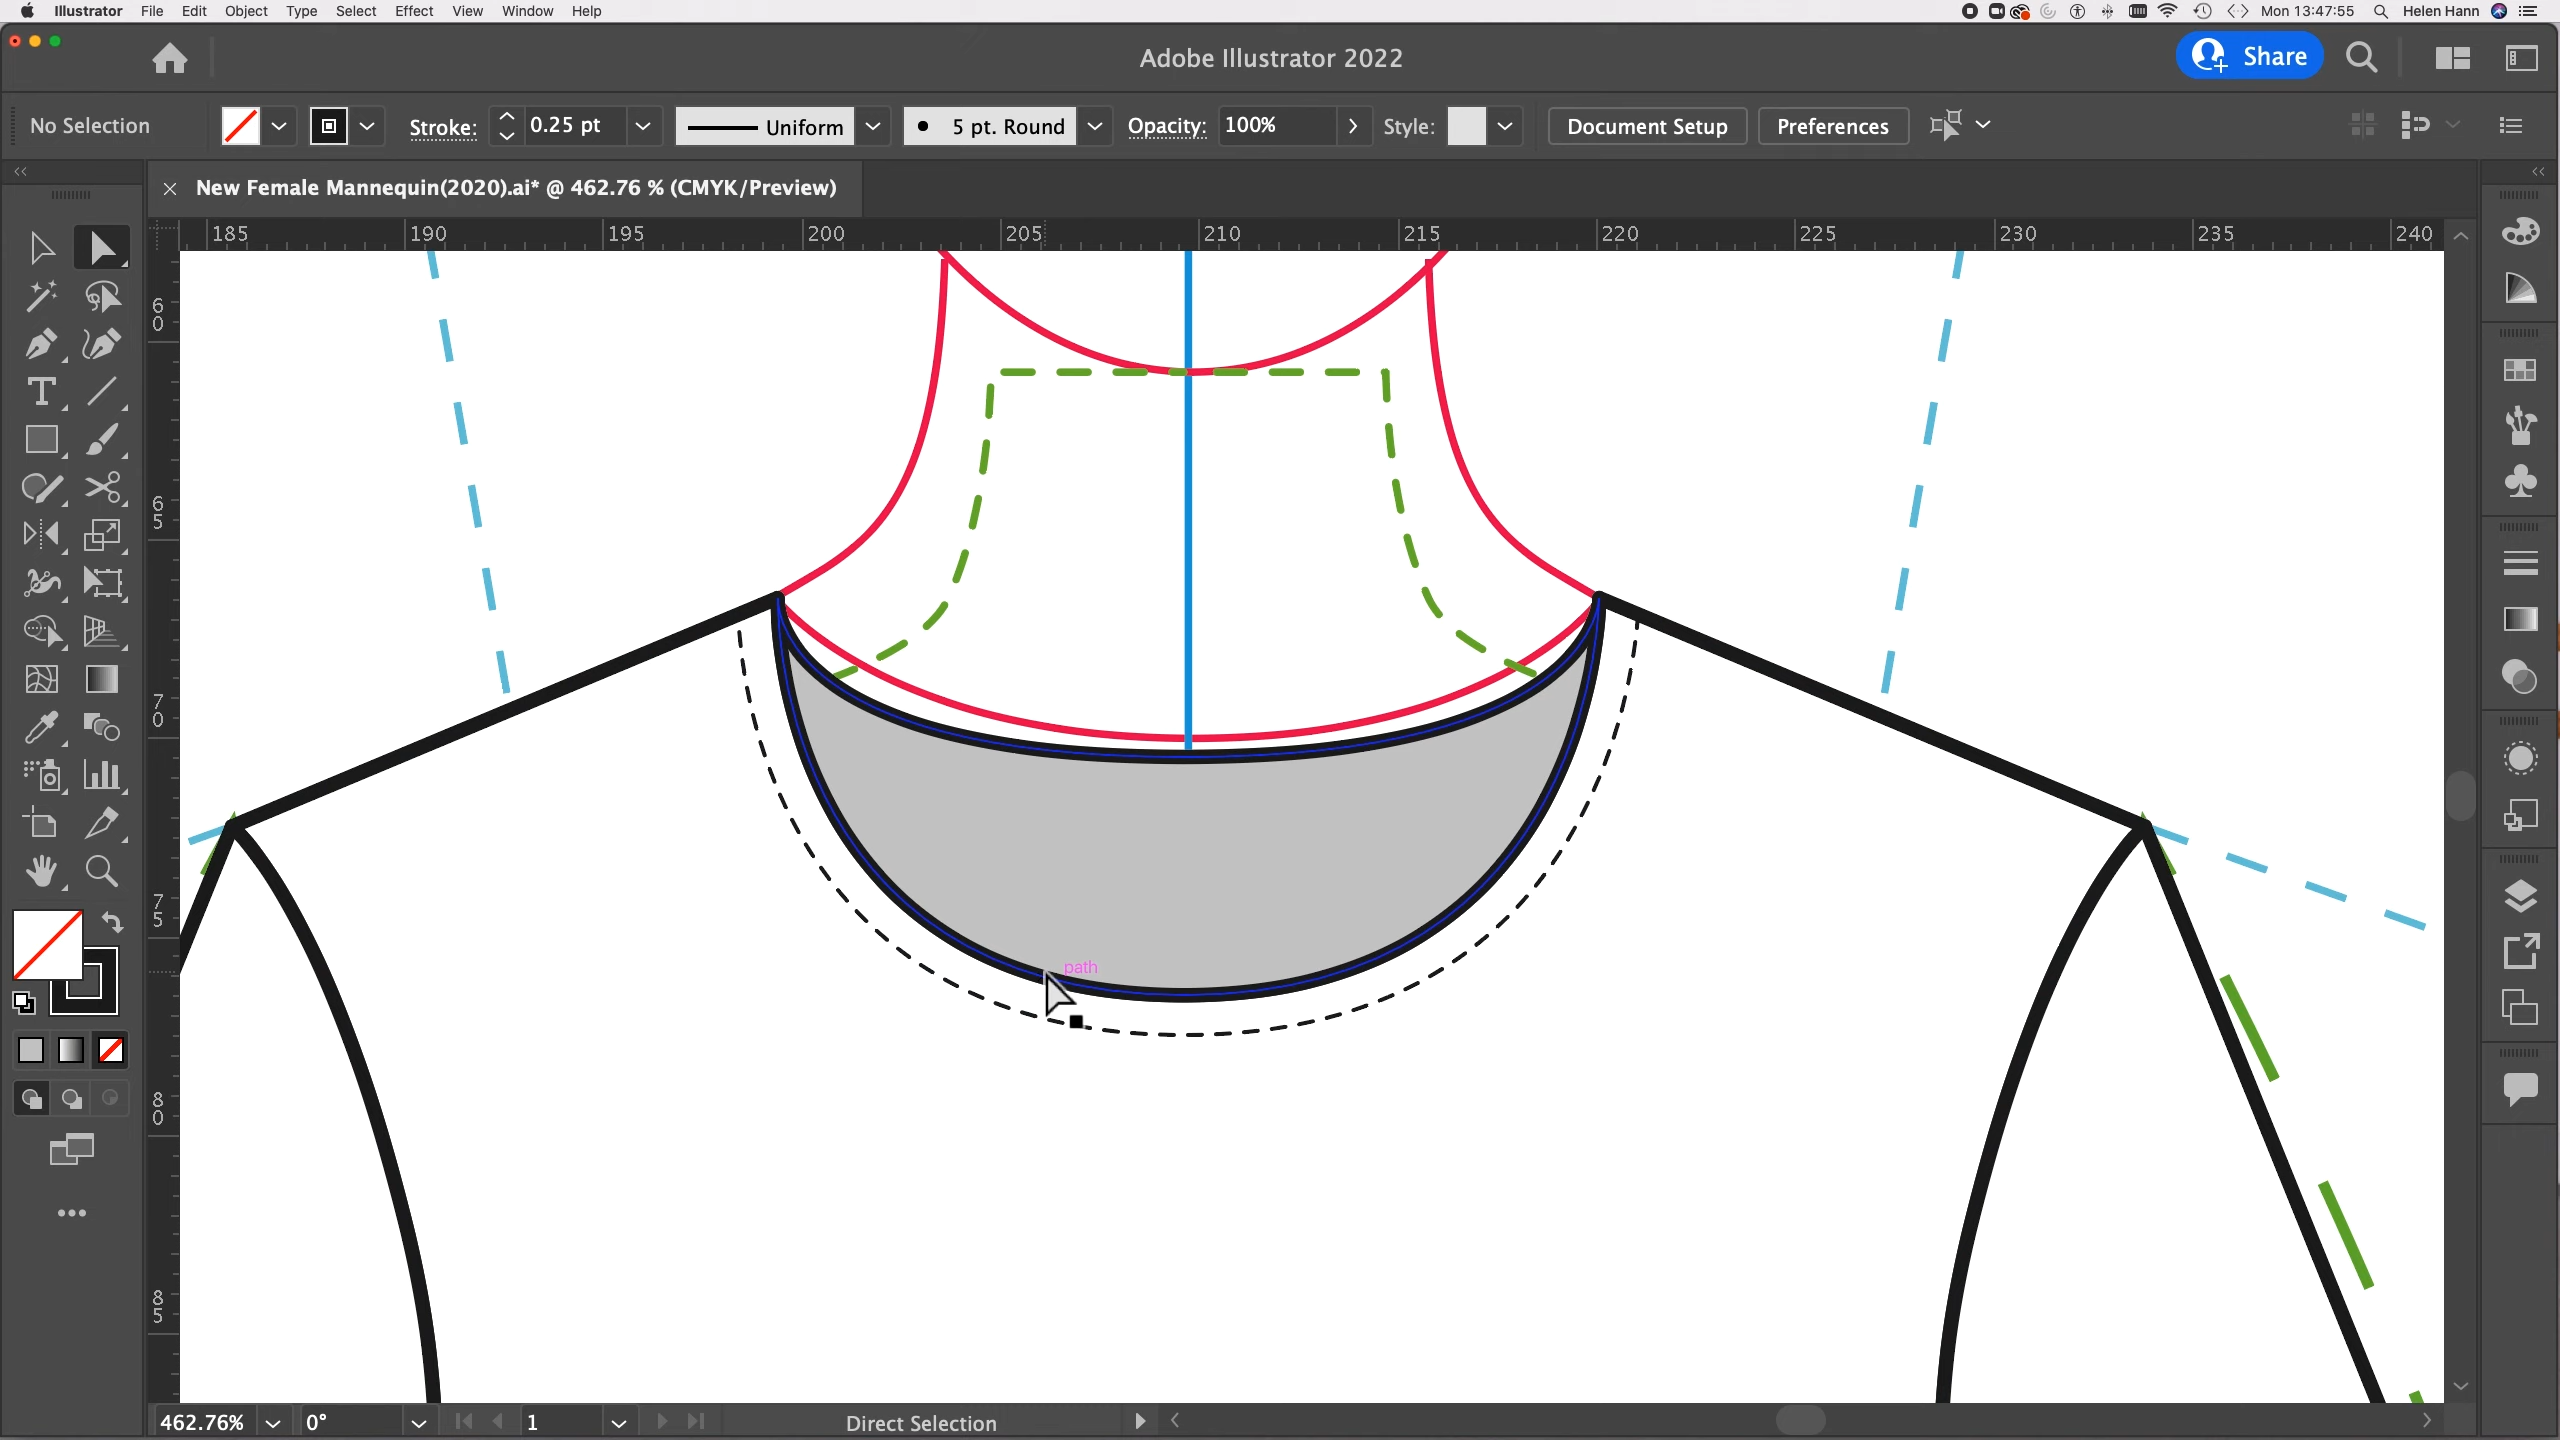 Illustrator File Edit Object Type Select Effect View Window Help Mon 13:47:55 Helen Hann
Adobe Illustrator 2022
Share
No Selection Stroke: 0.25 pt Uniform 5 pt. Round Opacity: 100% Style: Document Setup Preferences
New Female Mannequin(2020).ai* @ 462.76 % (CMYK/Preview)
185 190 195 200 205 210 215 220 225 230 235 240
60
65
70
75
path
80
85
462.76% 0° 1 Direct Selection